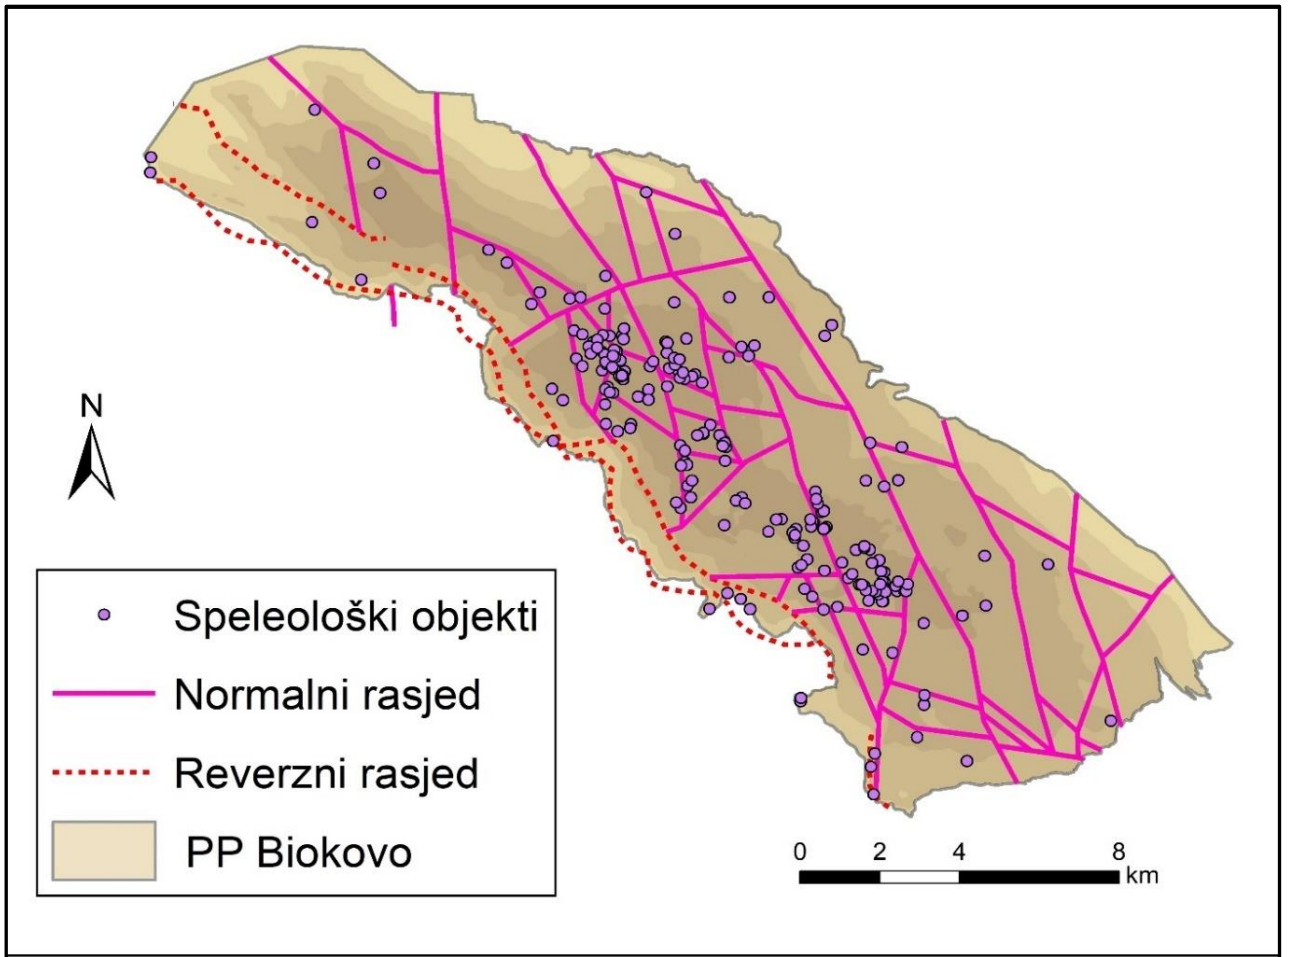 N
Speleološki objekti
Normalni rasjed
Reverzni rasjed
PP Biokovo
0 2 4 8
km